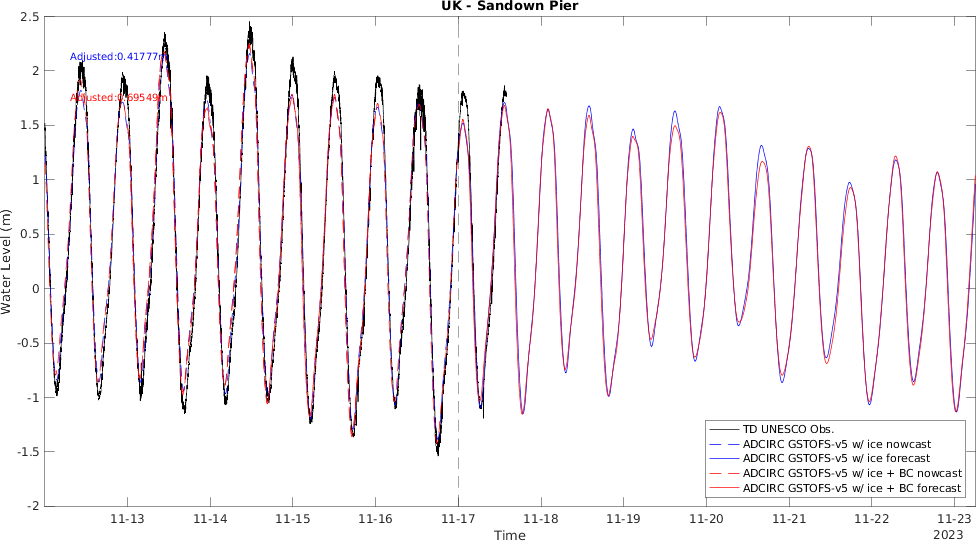 UK - Sandown Pier
2.5
2
1.5
1
0.5
0
-0.5
-1
-1.5
-2
Water Level (m)
Adjusted:0.41777m
Adjusted:0.69549m
TD UNESCO Obs.
ADCIRC GSTOFS-v5 w/ ice nowcast
ADCIRC GSTOFS-v5 w/ ice forecast
ADCIRC GSTOFS-v5 w/ ice + BC nowcast
ADCIRC GSTOFS-v5 w/ ice + BC forecast
11-13 11-14 11-15 11-16 11-17 11-18 11-19 11-20 11-21 11-22 11-23
Time
2023